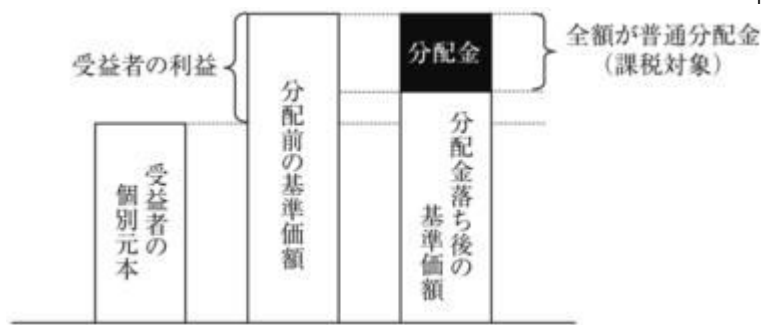 受益者の利益
分配金
全額が普通分配金
（課税対象）
受益者の
個別元本
分配前の基準価額
分配金落ち後の
基準価額